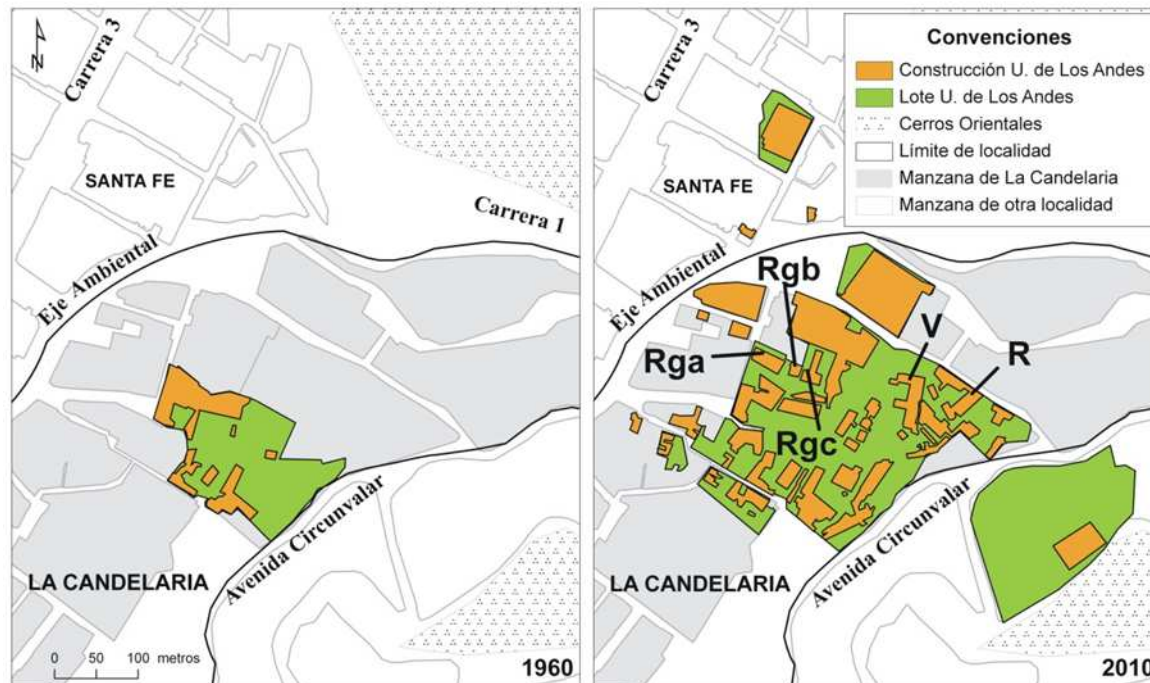 N
Carrera 3
SANTA FE
Carrera 1
Eje Ambiental
LA CANDELARIA
Avenida Circunvalar
0 50 100 metros
1960
Carrera 3
SANTA FE
Eje Ambiental
Rgb
Rga
V
R
Rgc
LA CANDELARIA
Avenida Circunvalar
2010
Convenciones
Construcción U. de Los Andes
Lote U. de Los Andes
Cerros Orientales
Límite de localidad
Manzana de La Candelaria
Manzana de otra localidad